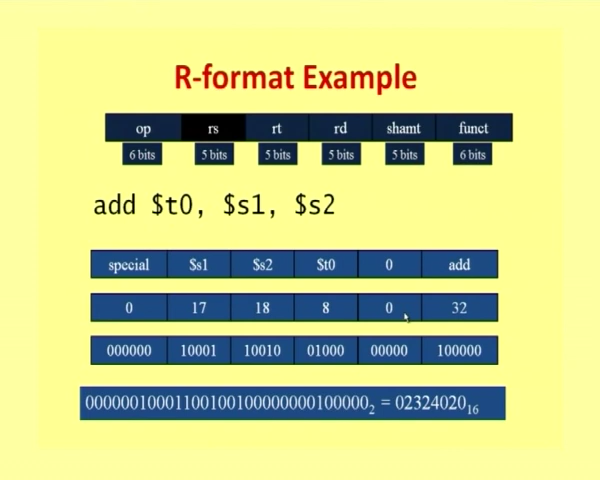 R-format Example
op rs rt rd shamt funct
6 bits 5 bits 5 bits 5 bits 5 bits 6 bits
add $t0, $s1, $s2
special $s1 $s2 $t0 0 add
0 17 18 8 0 32
000000 10001 10010 01000 00000 100000
00000010001100100100000000100000₂ = 02324020₁₆